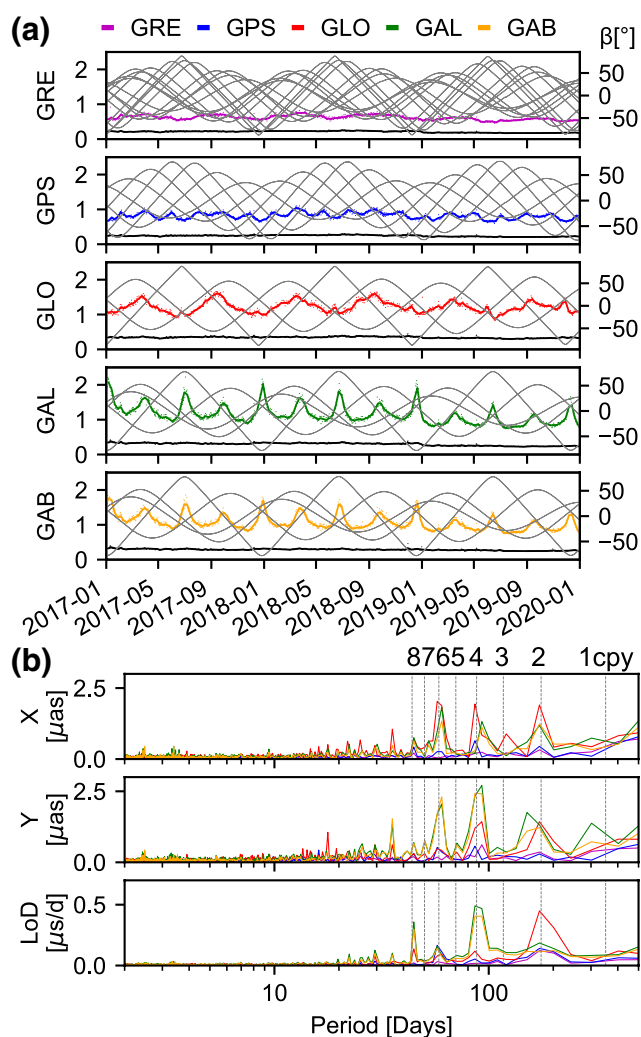 (a)
GRE GPS GLO GAL GAB
β[°]
GRE
2
1
0
50
0
−50
GPS
2
1
0
50
0
−50
GLO
2
1
0
50
0
−50
GAL
2
1
0
50
0
−50
GAB
2
1
0
50
0
−50
2017-01 2017-05 2017-09 2018-01 2018-05 2018-09 2019-01 2019-05 2019-09 2020-01
(b)
8 7 6 5 4 3 2 1cpy
X
[μas]
2.5
0.0
Y
[μas]
2.5
0.0
LoD
[μs/d]
0.5
0.0
10 100
Period [Days]